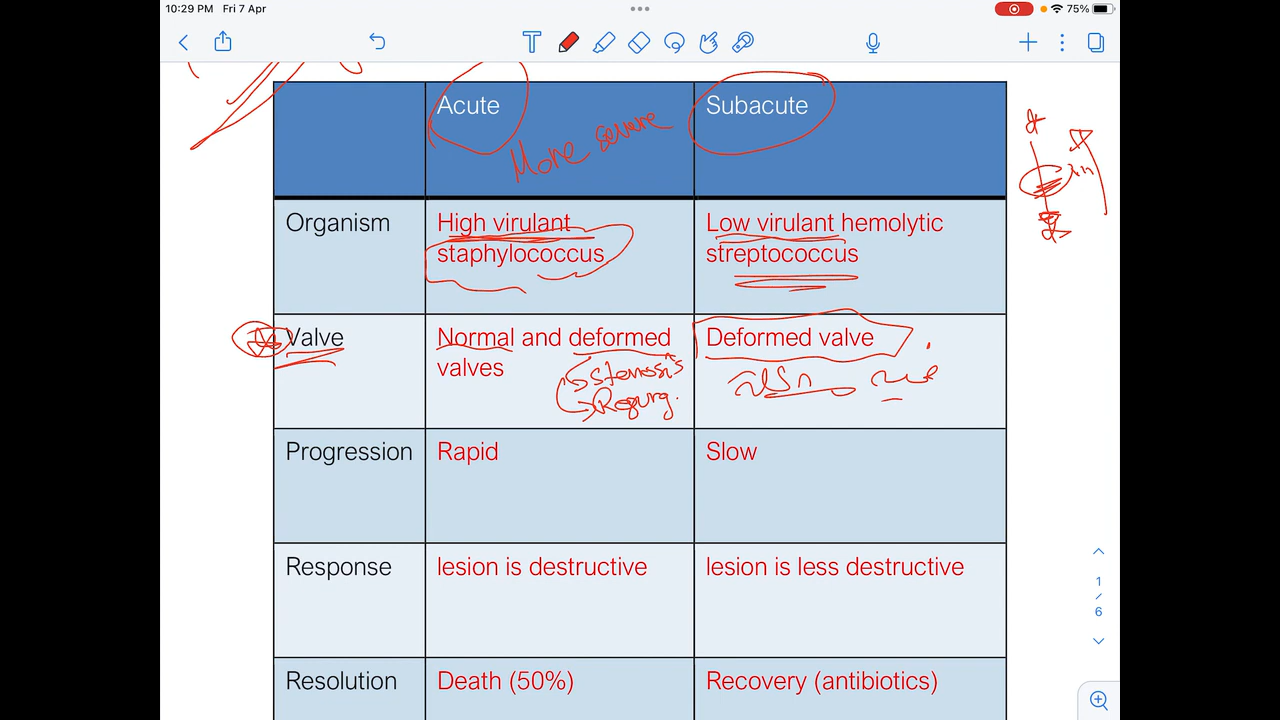 10:29 PM Fri 7 Apr
75%
Acute
Subacute
More severe
Organism
High virulant
staphylococcus
Low virulant hemolytic
streptococcus
Valve
Normal and deformed
valves
Stenosis
Regurg.
Deformed valve
Progression
Rapid
Slow
Response
lesion is destructive
lesion is less destructive
Resolution
Death (50%)
Recovery (antibiotics)
1
/
6